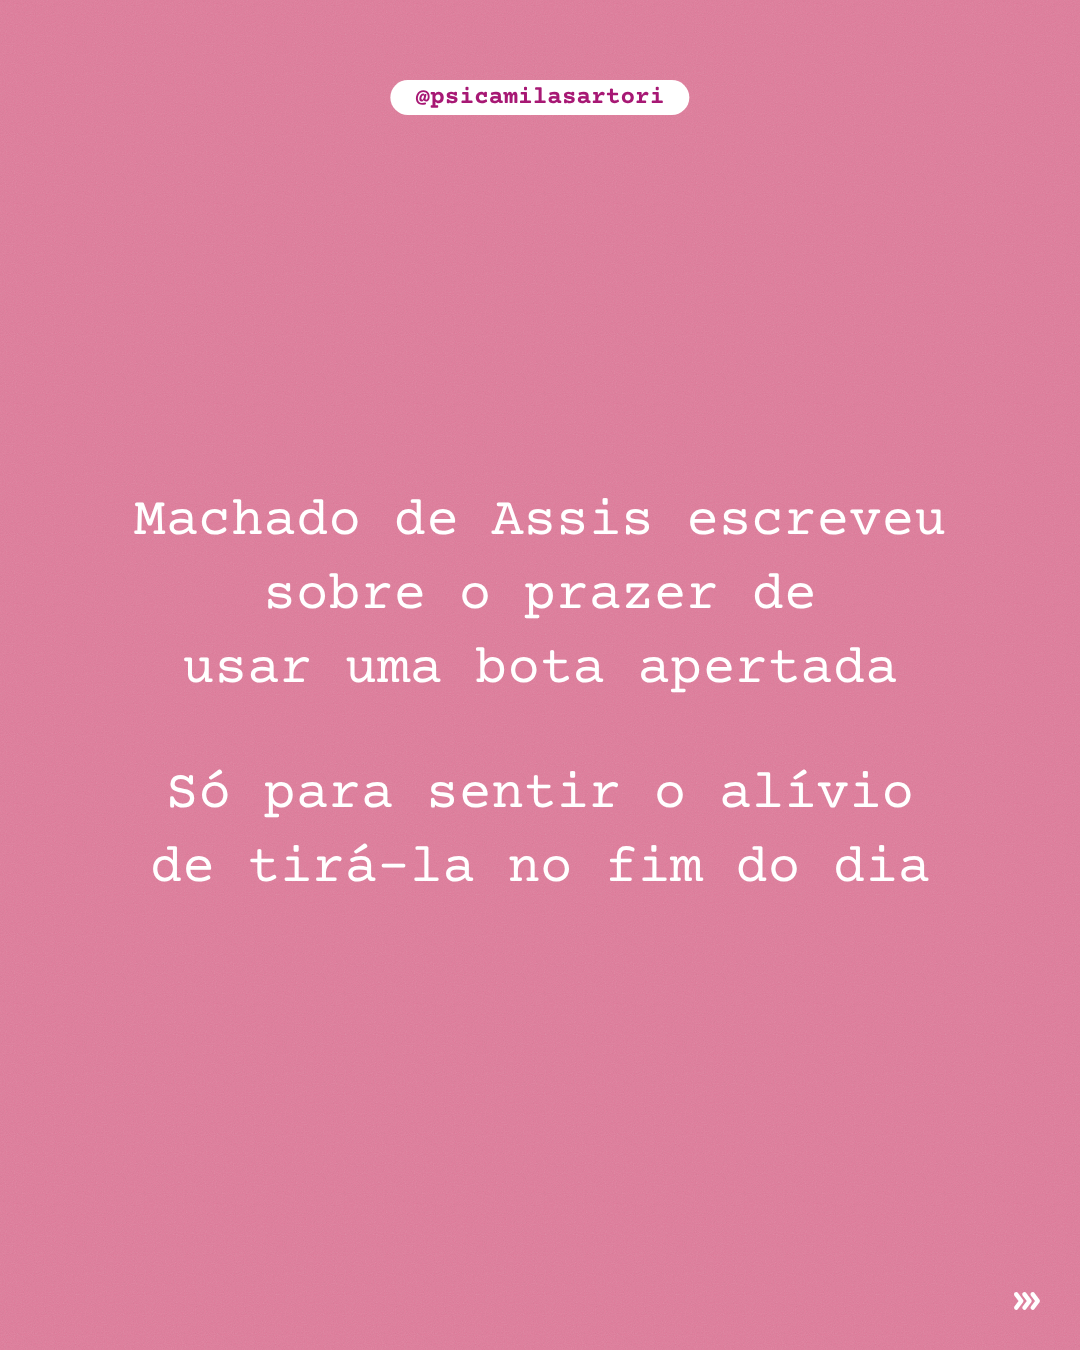 @psicamilasartori
Machado de Assis escreveu
sobre o prazer de
usar uma bota apertada
Só para sentir o alívio
de tirá-la no fim do dia